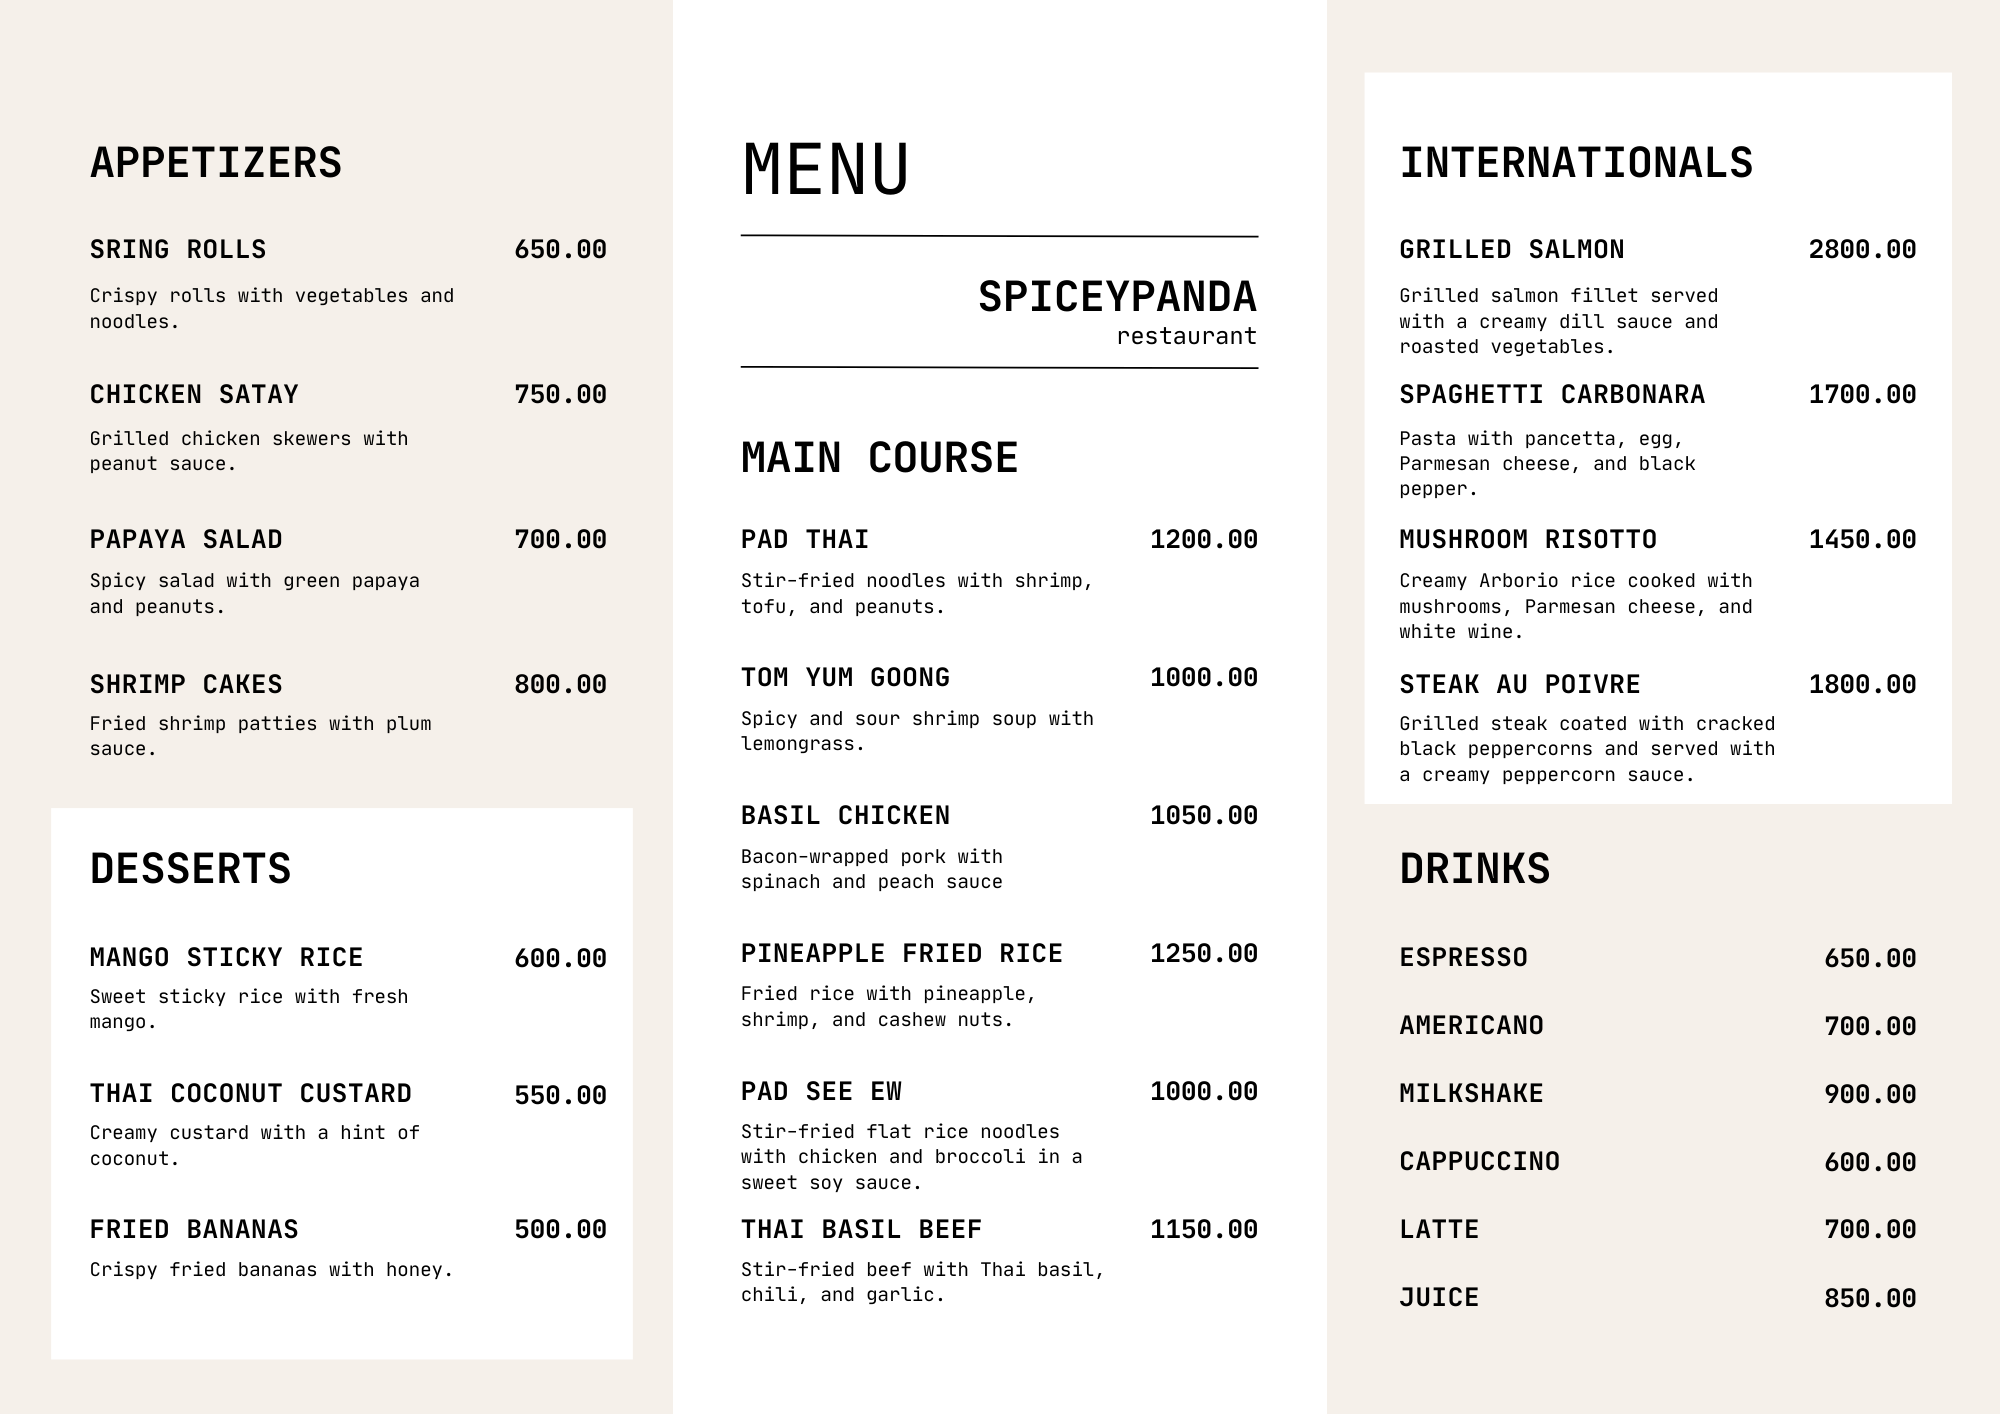 APPETIZERS
SRING ROLLS 650.00
Crispy rolls with vegetables and
noodles.
CHICKEN SATAY 750.00
Grilled chicken skewers with
peanut sauce.
PAPAYA SALAD 700.00
Spicy salad with green papaya
and peanuts.
SHRIMP CAKES 800.00
Fried shrimp patties with plum
sauce.
DESSERTS
MANGO STICKY RICE 600.00
Sweet sticky rice with fresh
mango.
THAI COCONUT CUSTARD 550.00
Creamy custard with a hint of
coconut.
FRIED BANANAS 500.00
Crispy fried bananas with honey.
MENU
SPICEYPANDA
restaurant
MAIN COURSE
PAD THAI 1200.00
Stir-fried noodles with shrimp,
tofu, and peanuts.
TOM YUM GOONG 1000.00
Spicy and sour shrimp soup with
lemongrass.
BASIL CHICKEN 1050.00
Bacon-wrapped pork with
spinach and peach sauce
PINEAPPLE FRIED RICE 1250.00
Fried rice with pineapple,
shrimp, and cashew nuts.
PAD SEE EW 1000.00
Stir-fried flat rice noodles
with chicken and broccoli in a
sweet soy sauce.
THAI BASIL BEEF 1150.00
Stir-fried beef with Thai basil,
chili, and garlic.
INTERNATIONALS
GRILLED SALMON 2800.00
Grilled salmon fillet served
with a creamy dill sauce and
roasted vegetables.
SPAGHETTI CARBONARA 1700.00
Pasta with pancetta, egg,
Parmesan cheese, and black
pepper.
MUSHROOM RISOTTO 1450.00
Creamy Arborio rice cooked with
mushrooms, Parmesan cheese, and
white wine.
STEAK AU POIVRE 1800.00
Grilled steak coated with cracked
black peppercorns and served with
a creamy peppercorn sauce.
DRINKS
ESPRESSO 650.00
AMERICANO 700.00
MILKSHAKE 900.00
CAPPUCCINO 600.00
LATTE 700.00
JUICE 850.00